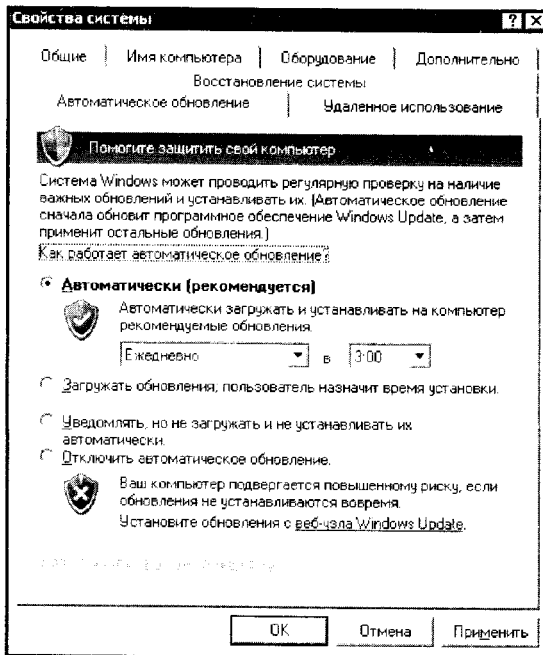 Свойства системы
Общие
Имя компьютера
Оборудование
Дополнительно
Восстановление системы
Автоматическое обновление
Удаленное использование
Помогите защитить свой компьютер
Система Windows может проводить регулярную проверку на наличие
важных обновлений и устанавливать их. (Автоматическое обновление
сначала обновит программное обеспечение Windows Update, а затем
применит остальные обновления.)
Как работает автоматическое обновление?
Автоматически (рекомендуется)
Автоматически загружать и устанавливать на компьютер
рекомендуемые обновления.
Ежедневно в 3:00
Загружать обновления; пользователь назначит время установки.
Уведомлять, но не загружать и не устанавливать их
автоматически.
Отключить автоматическое обновление.
Ваш компьютер подвергается повышенному риску, если
обновления не устанавливаются вовремя.
Установите обновления с веб-узла Windows Update.
OK
Отмена
Применить